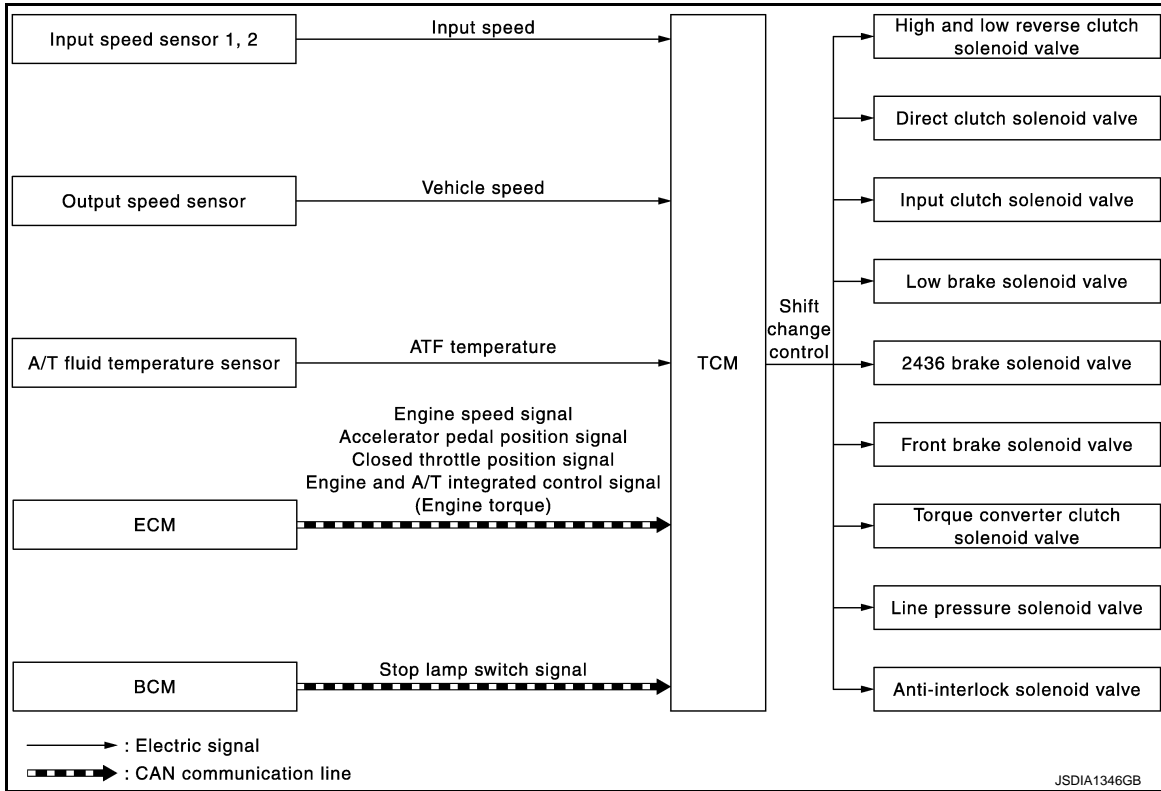 Input speed sensor 1, 2
Input speed
Output speed sensor
Vehicle speed
A/T fluid temperature sensor
ATF temperature
ECM
Engine speed signal
Accelerator pedal position signal
Closed throttle position signal
Engine and A/T integrated control signal
(Engine torque)
BCM
Stop lamp switch signal
TCM
Shift
change
control
High and low reverse clutch
solenoid valve
Direct clutch solenoid valve
Input clutch solenoid valve
Low brake solenoid valve
2436 brake solenoid valve
Front brake solenoid valve
Torque converter clutch
solenoid valve
Line pressure solenoid valve
Anti-interlock solenoid valve
: Electric signal
: CAN communication line
JSDIA1346GB